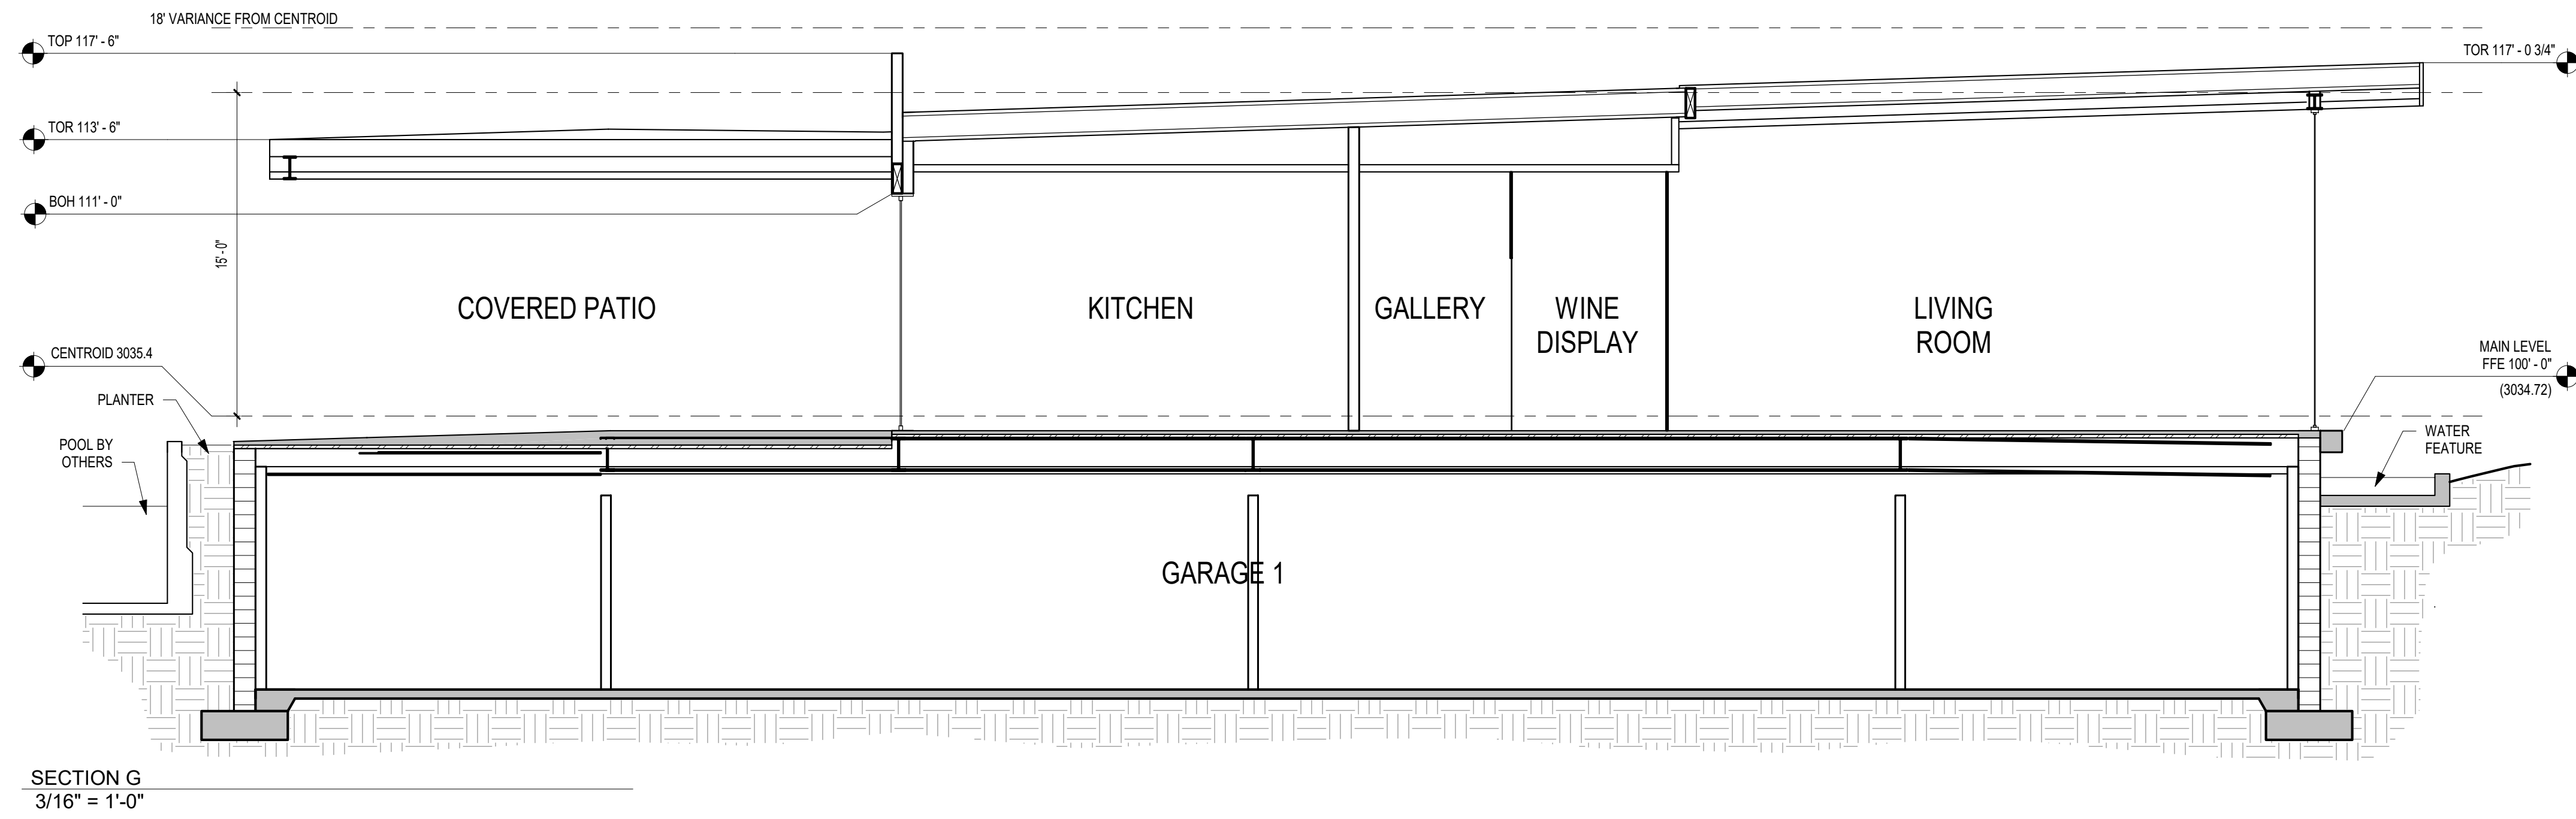 18' VARIANCE FROM CENTROID
TOP 117' - 6"
TOR 117' - 0 3/4"
TOR 113' - 6"
BOH 111' - 0"
15' - 0"
COVERED PATIO
KITCHEN
GALLERY
WINE
DISPLAY
LIVING
ROOM
CENTROID 3035.4
MAIN LEVEL
FFE 100' - 0"
(3034.72)
PLANTER
POOL BY
OTHERS
WATER
FEATURE
GARAGE 1
SECTION G
3/16" = 1'-0"